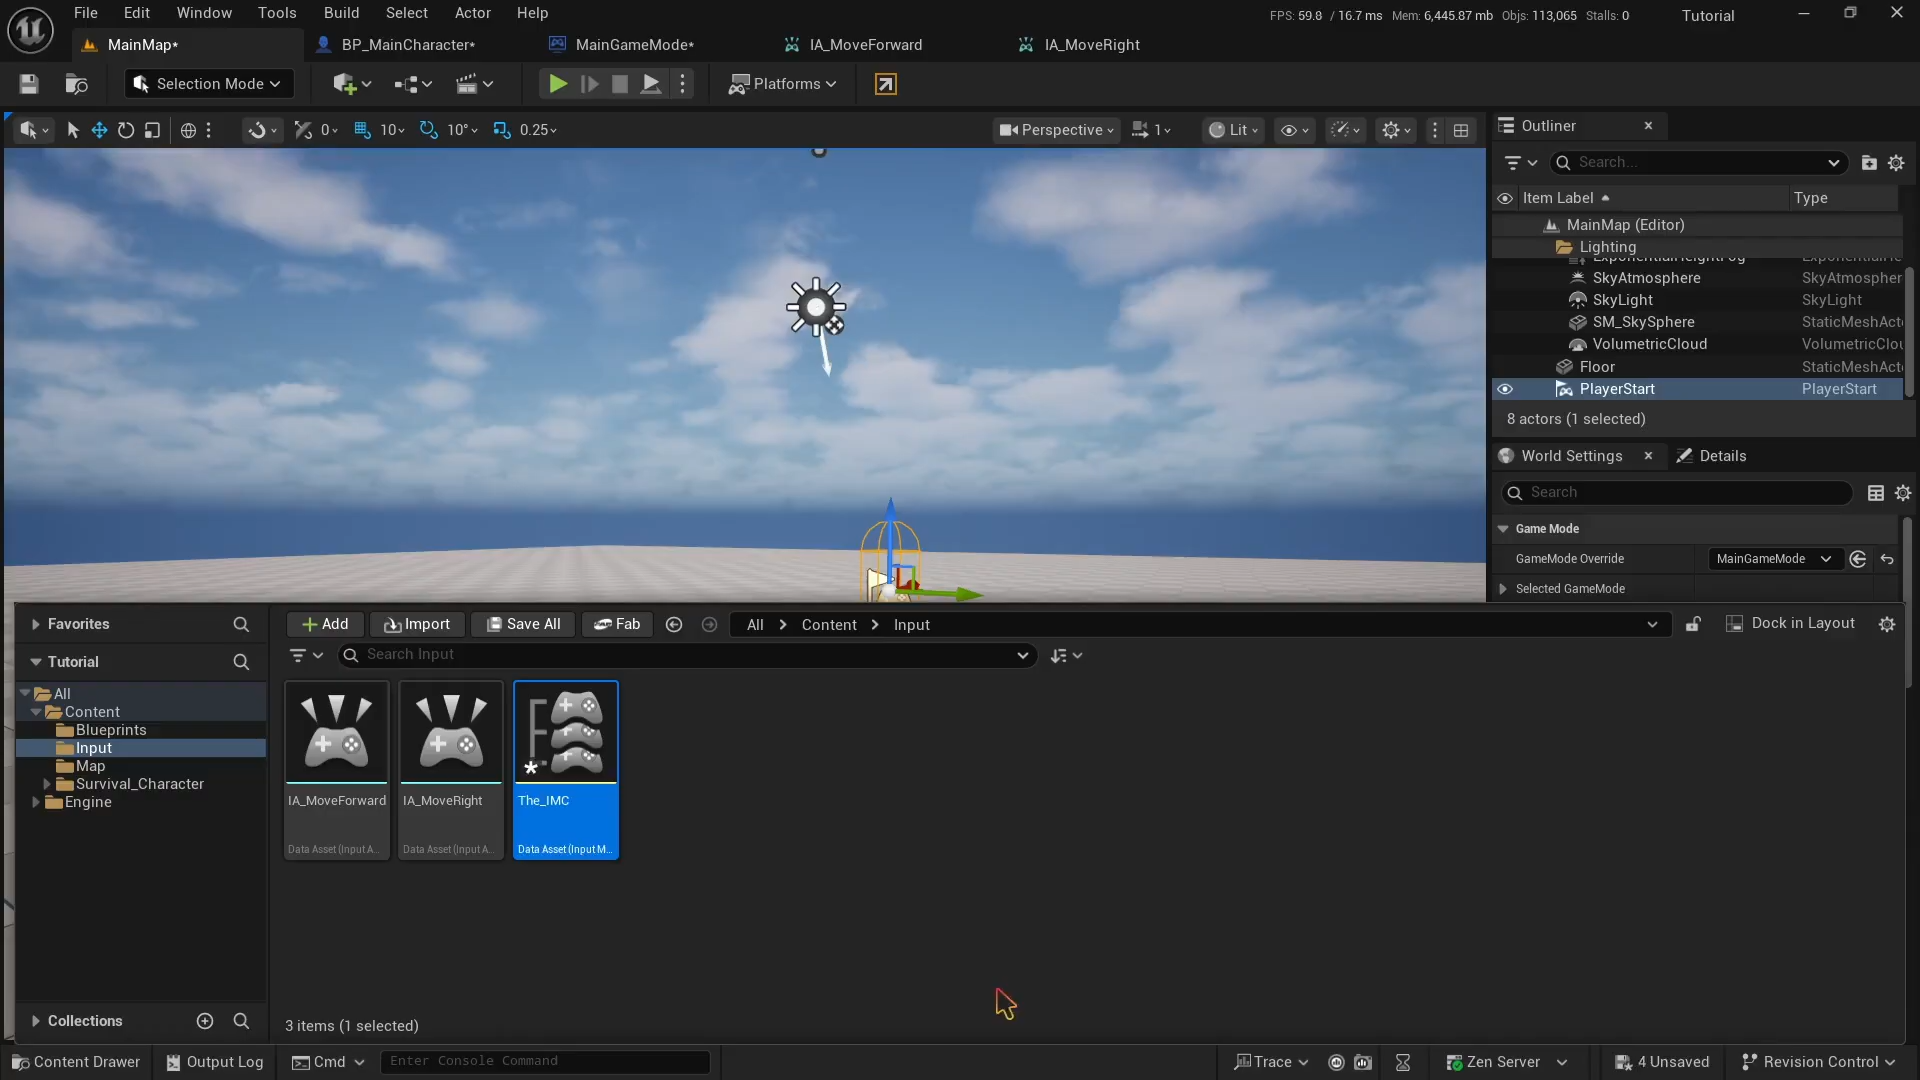 File Edit Window Tools Build Select Actor Help
FPS: 59.8 / 16.7 ms Mem: 6,445.87 mb Objs: 113,065 Stalls: 0
Tutorial
MainMap*
BP_MainCharacter*
MainGameMode*
IA_MoveForward
IA_MoveRight
Selection Mode
Platforms
0
10
10°
0.25
Perspective
1
Lit
Outliner
Search...
Item Label
Type
MainMap (Editor)
Lighting
SkyAtmosphere SkyAtmospher
SkyLight SkyLight
SM_SkySphere StaticMeshAct
VolumetricCloud VolumetricClou
Floor StaticMeshAct
PlayerStart PlayerStart
8 actors (1 selected)
World Settings
Details
Search
Game Mode
GameMode Override MainGameMode
Selected GameMode
Favorites
Tutorial
All
Content
Blueprints
Input
Map
Survival_Character
Engine
Collections
Add
Import
Save All
Fab
All > Content > Input
Dock in Layout
Search Input
IA_MoveForward
Data Asset (Input A...
IA_MoveRight
Data Asset (Input A...
The_IMC
Data Asset (Input M...
3 items (1 selected)
Content Drawer
Output Log
Cmd
Enter Console Command
Trace
Zen Server
4 Unsaved
Revision Control